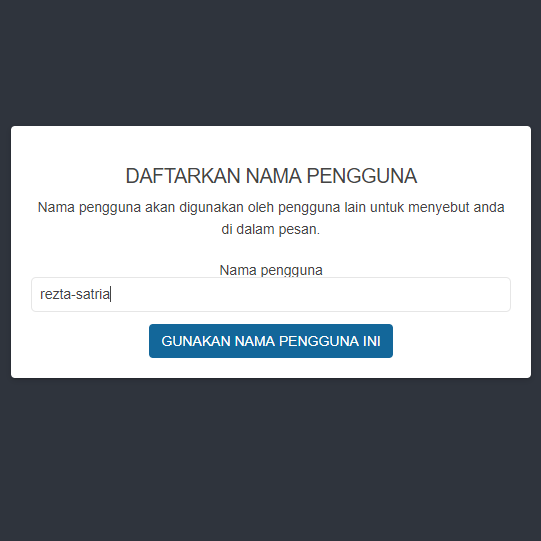 DAFTARKAN NAMA PENGGUNA
Nama pengguna akan digunakan oleh pengguna lain untuk menyebut anda
di dalam pesan.
Nama pengguna
rezta-satria
GUNAKAN NAMA PENGGUNA INI